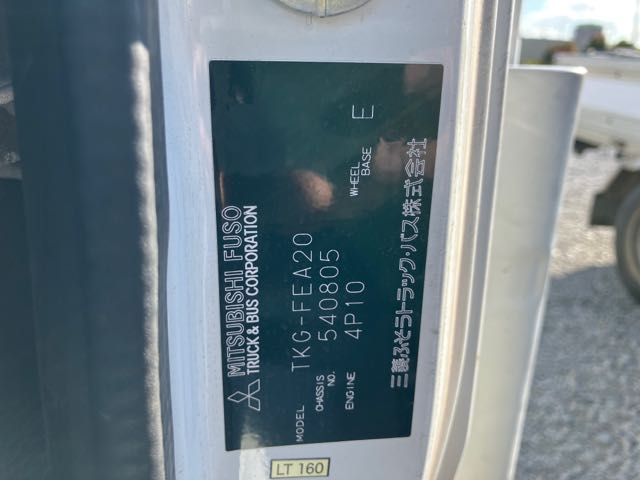 MITSUBISHI FUSO
TRUCK & BUS CORPORATION
MODEL TKG-FEA20
CHASSIS NO. 540805
ENGINE 4P10 WHEEL BASE E
三菱ふそうトラック・バス株式会社
LT 160